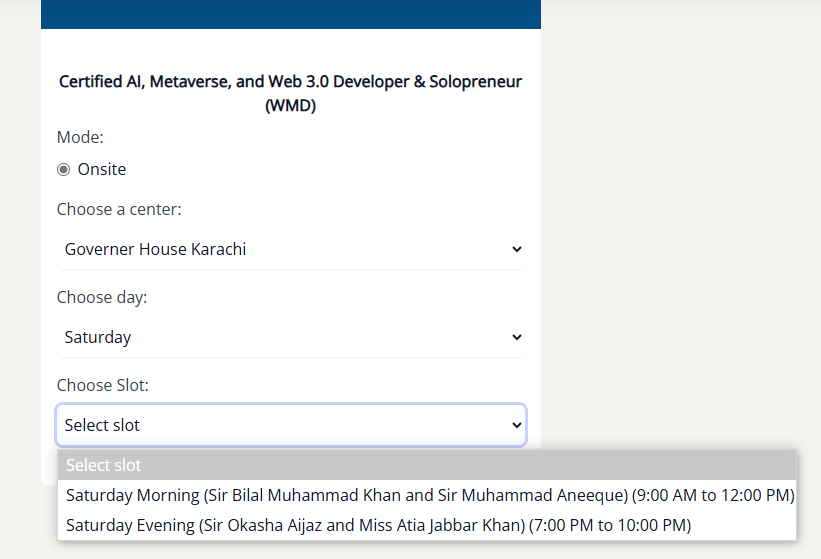 Certified AI, Metaverse, and Web 3.0 Developer & Solopreneur
(WMD)
Mode:
Onsite
Choose a center:
Governer House Karachi
Choose day:
Saturday
Choose Slot:
Select slot
Select slot
Saturday Morning (Sir Bilal Muhammad Khan and Sir Muhammad Aneeque) (9:00 AM to 12:00 PM)
Saturday Evening (Sir Okasha Aijaz and Miss Atia Jabbar Khan) (7:00 PM to 10:00 PM)